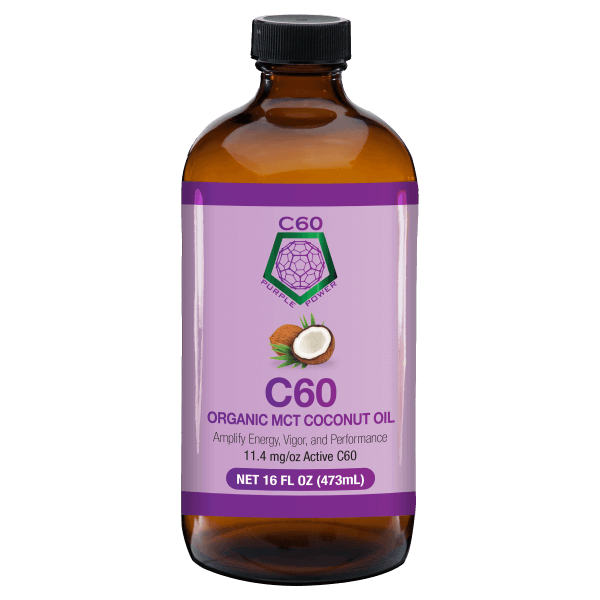 C60
PURPLE POWER
C60
ORGANIC MCT COCONUT OIL
Amplify Energy, Vigor, and Performance
11.4 mg/oz Active C60
NET 16 FL OZ (473mL)